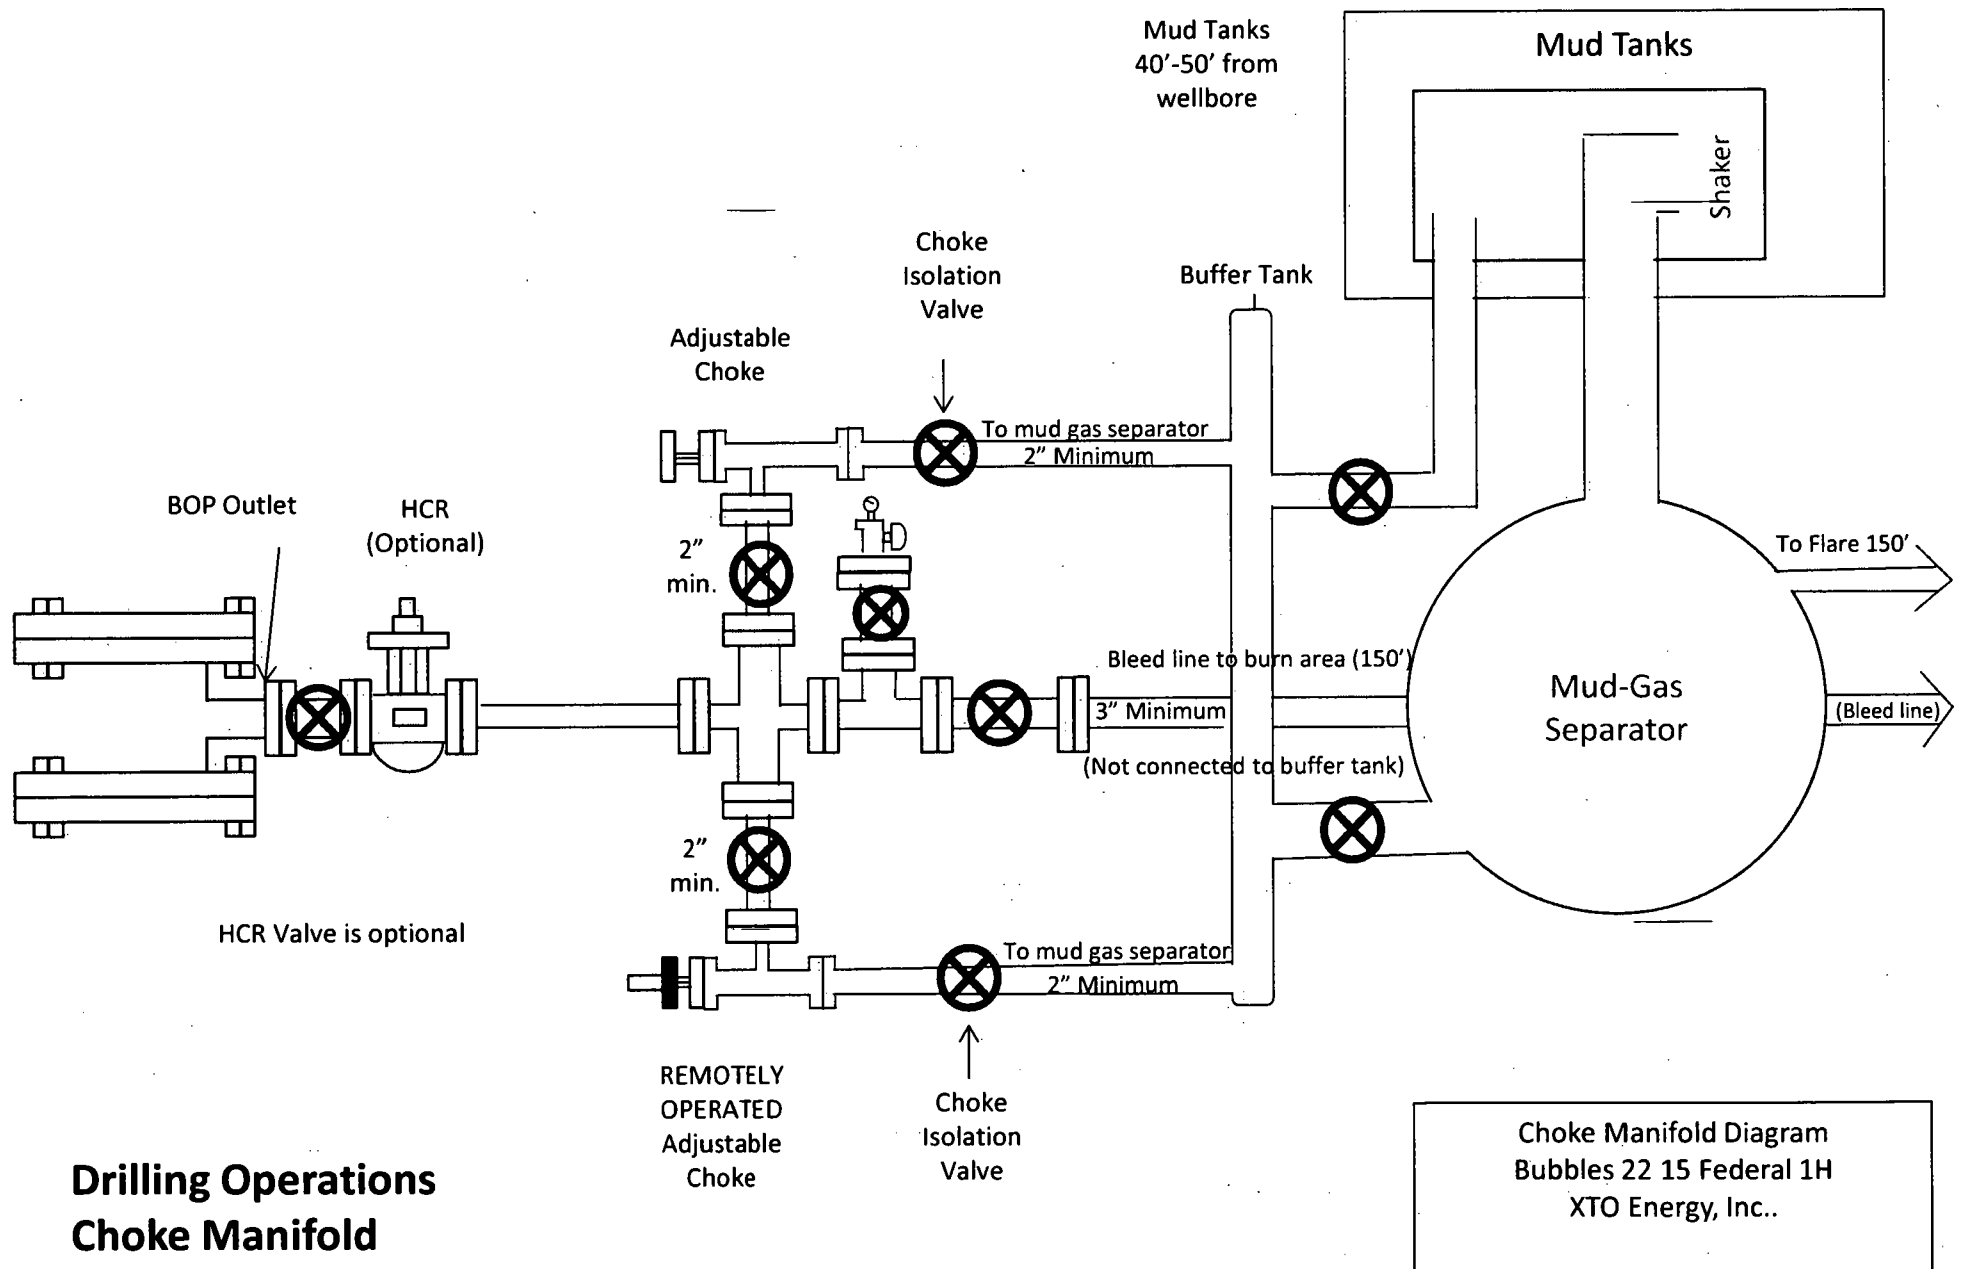 Mud Tanks
40'-50' from
wellbore
Mud Tanks
Shaker
Choke
Isolation
Valve
Buffer Tank
Adjustable
Choke
To mud gas separator
2" Minimum
BOP Outlet
HCR
(Optional)
2"
min.
To Flare 150'
Bleed line to burn area (150')
3" Minimum
(Not connected to buffer tank)
Mud-Gas
Separator
(Bleed line)
2"
min.
HCR Valve is optional
To mud gas separator
2" Minimum
REMOTELY
OPERATED
Adjustable
Choke
Choke
Isolation
Valve
Drilling Operations
Choke Manifold
Choke Manifold Diagram
Bubbles 22 15 Federal 1H
XTO Energy, Inc..